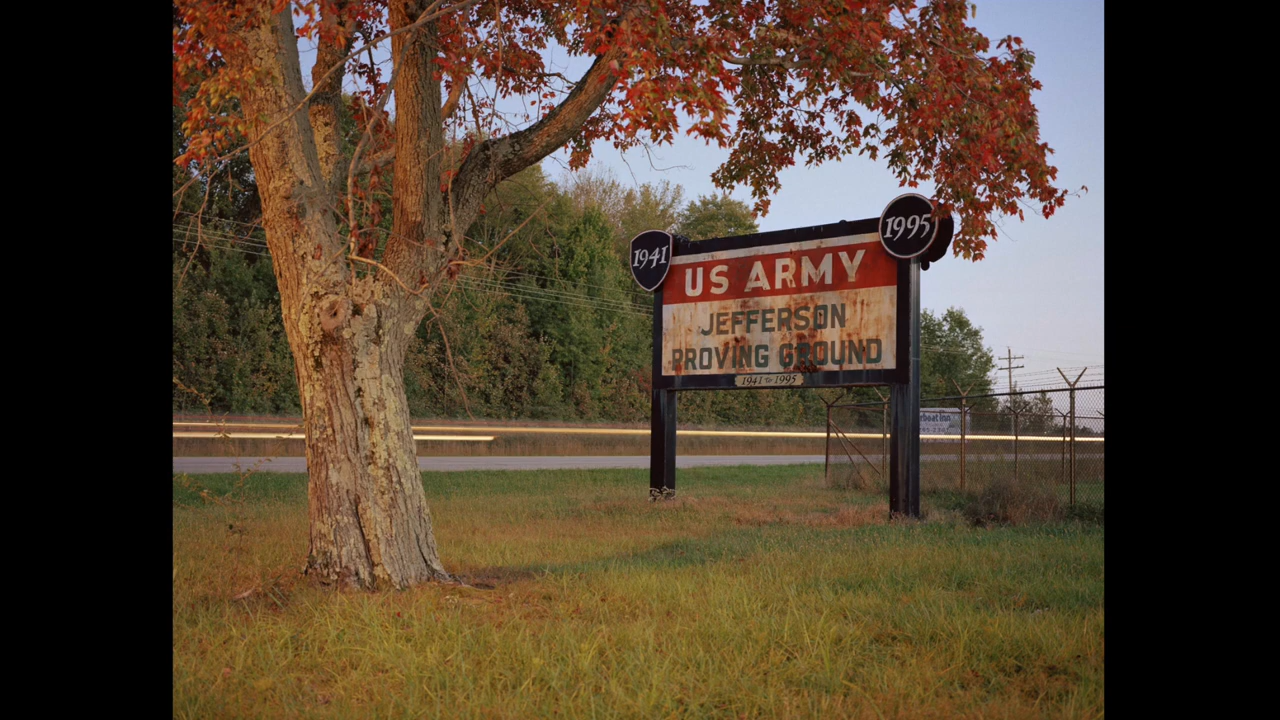 1941
1995
US ARMY
JEFFERSON
PROVING GROUND
1941 to 1995